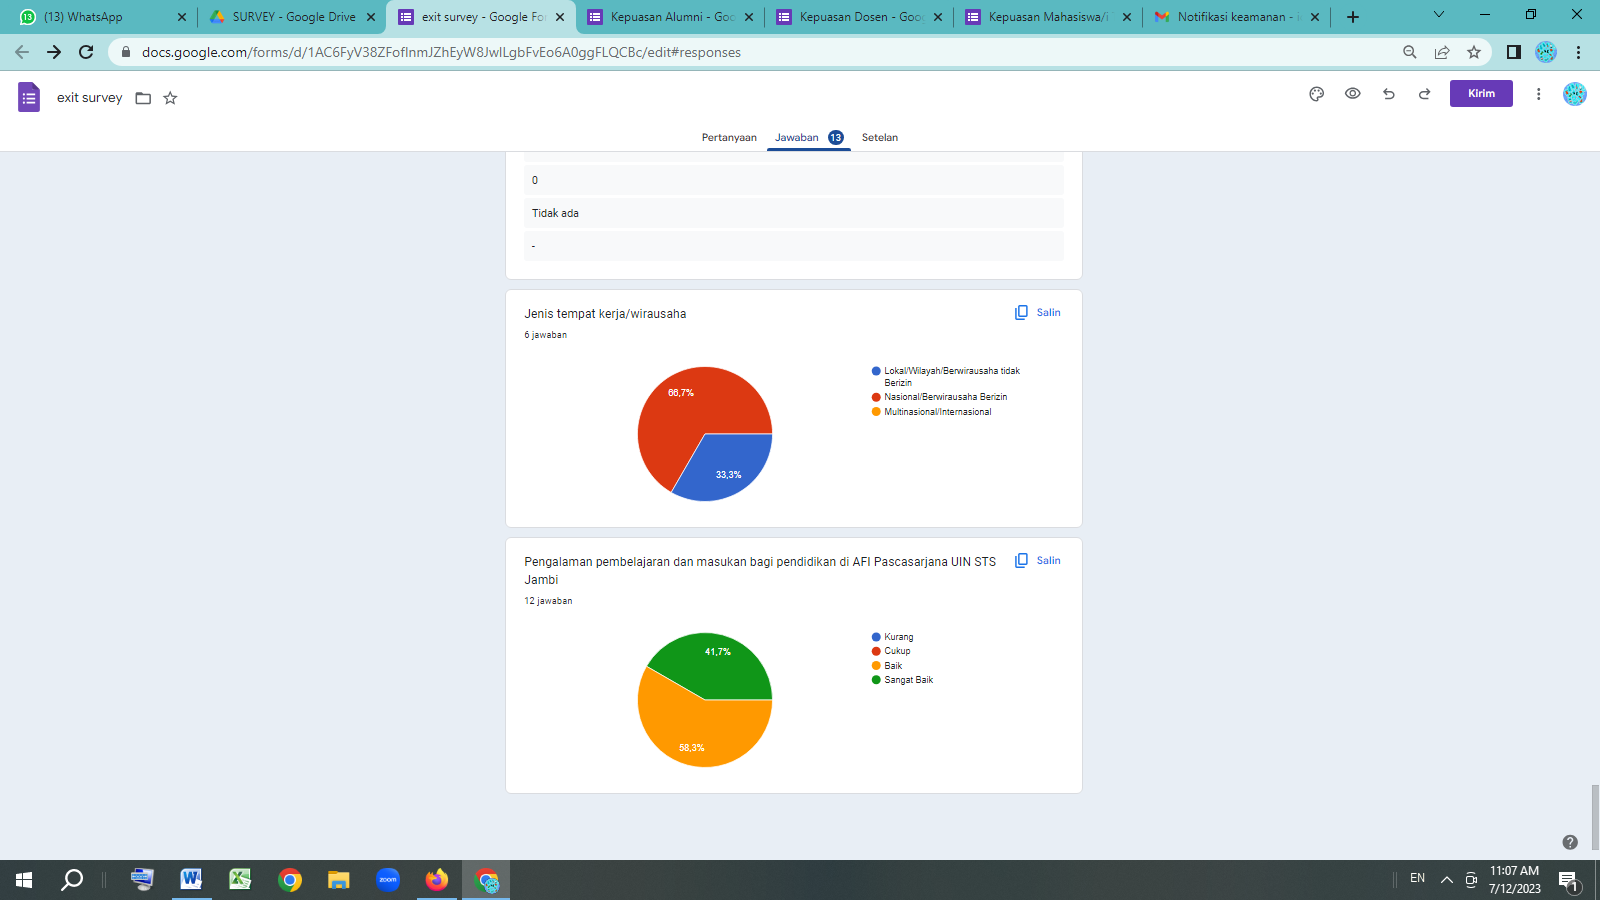 (13) WhatsApp
SURVEY - Google Drive
exit survey - Google Fo
Kepuasan Alumni - Goo
Kepuasan Dosen - Goog
Kepuasan Mahasiswa/i
Notifikasi keamanan - i
docs.google.com/forms/d/1AC6FyV38ZFofInmJZhEyW8JwlLgbFvEo6A0ggFLQCBc/edit#responses
exit survey
Kirim
Pertanyaan
Jawaban 13
Setelan
0
Tidak ada
-
Jenis tempat kerja/wirausaha
Salin
6 jawaban
66,7%
33,3%
Lokal/Wilayah/Berwirausaha tidak
Berizin
Nasional/Berwirausaha Berizin
Multinasional/Internasional
Pengalaman pembelajaran dan masukan bagi pendidikan di AFI Pascasarjana UIN STS
Jambi
Salin
12 jawaban
41,7%
58,3%
Kurang
Cukup
Baik
Sangat Baik
zoom
EN
11:07 AM
7/12/2023
1